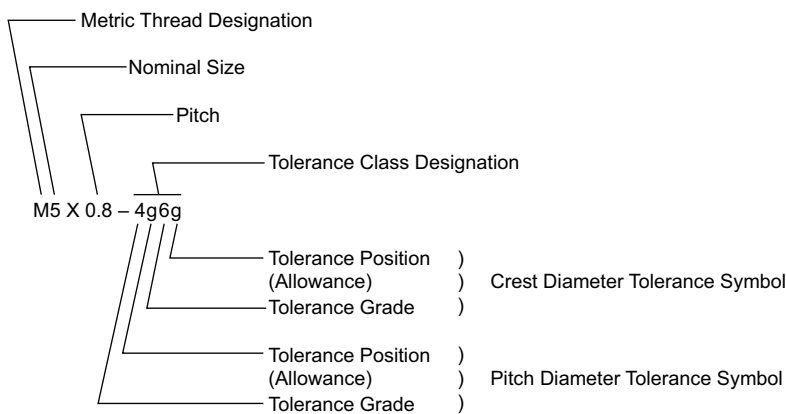 Metric Thread Designation
Nominal Size
Pitch
Tolerance Class Designation
M5 X 0.8 – 4g6g
Tolerance Position )
(Allowance) ) Crest Diameter Tolerance Symbol
Tolerance Grade )
Tolerance Position )
(Allowance) ) Pitch Diameter Tolerance Symbol
Tolerance Grade )